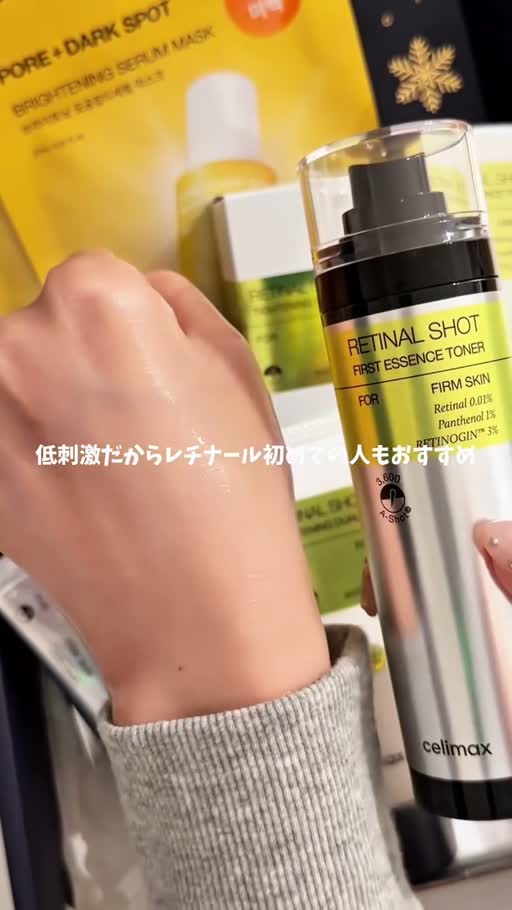 PORE + DARK SPOT
BRIGHTENING SERUM MASK
RETINAL SHOT
FIRST ESSENCE TONER
FOR
FIRM SKIN
Retinal 0.01%
Panthenol 1%
RETINOGIN™ 3%
低刺激だからレチナール初めての人もおすすめ
3,600
A-Shot®
celimax